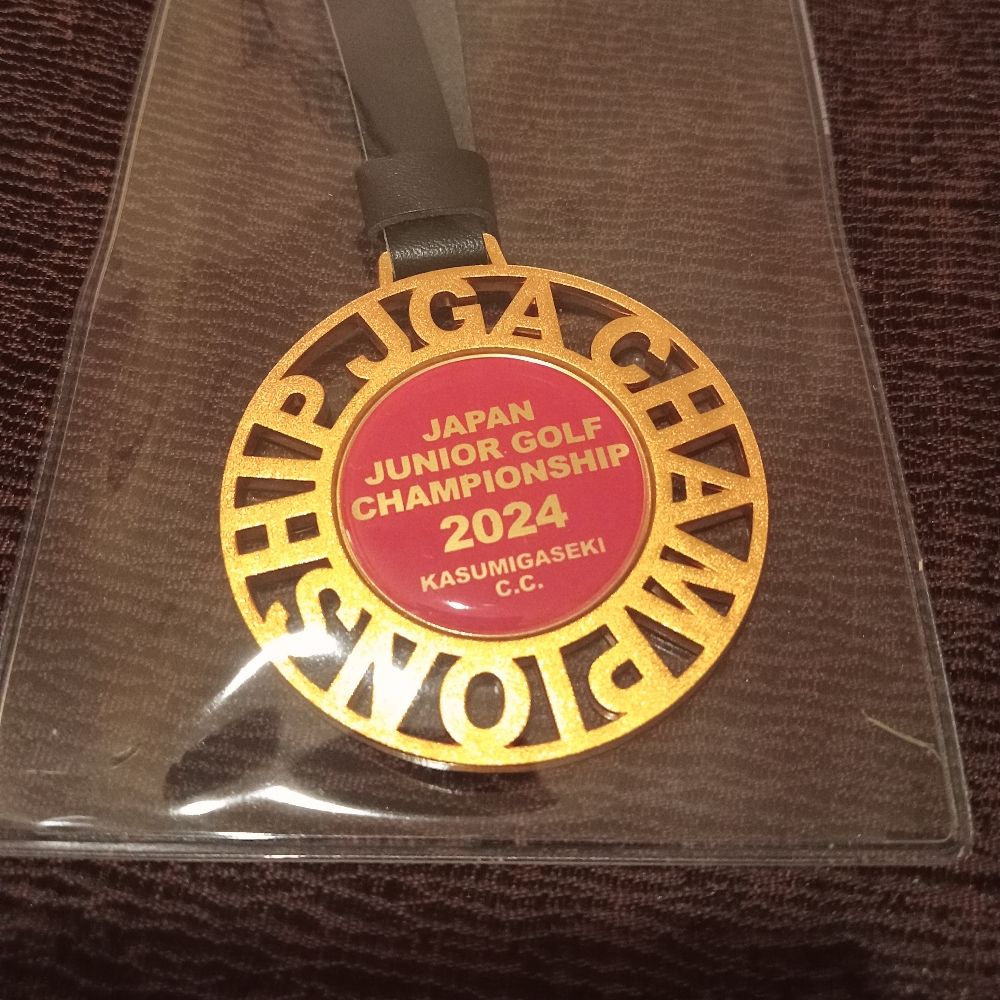 JGA CHAMPIONSHIP
JAPAN
JUNIOR GOLF
CHAMPIONSHIP
2024
KASUMIGASEKI
C.C.